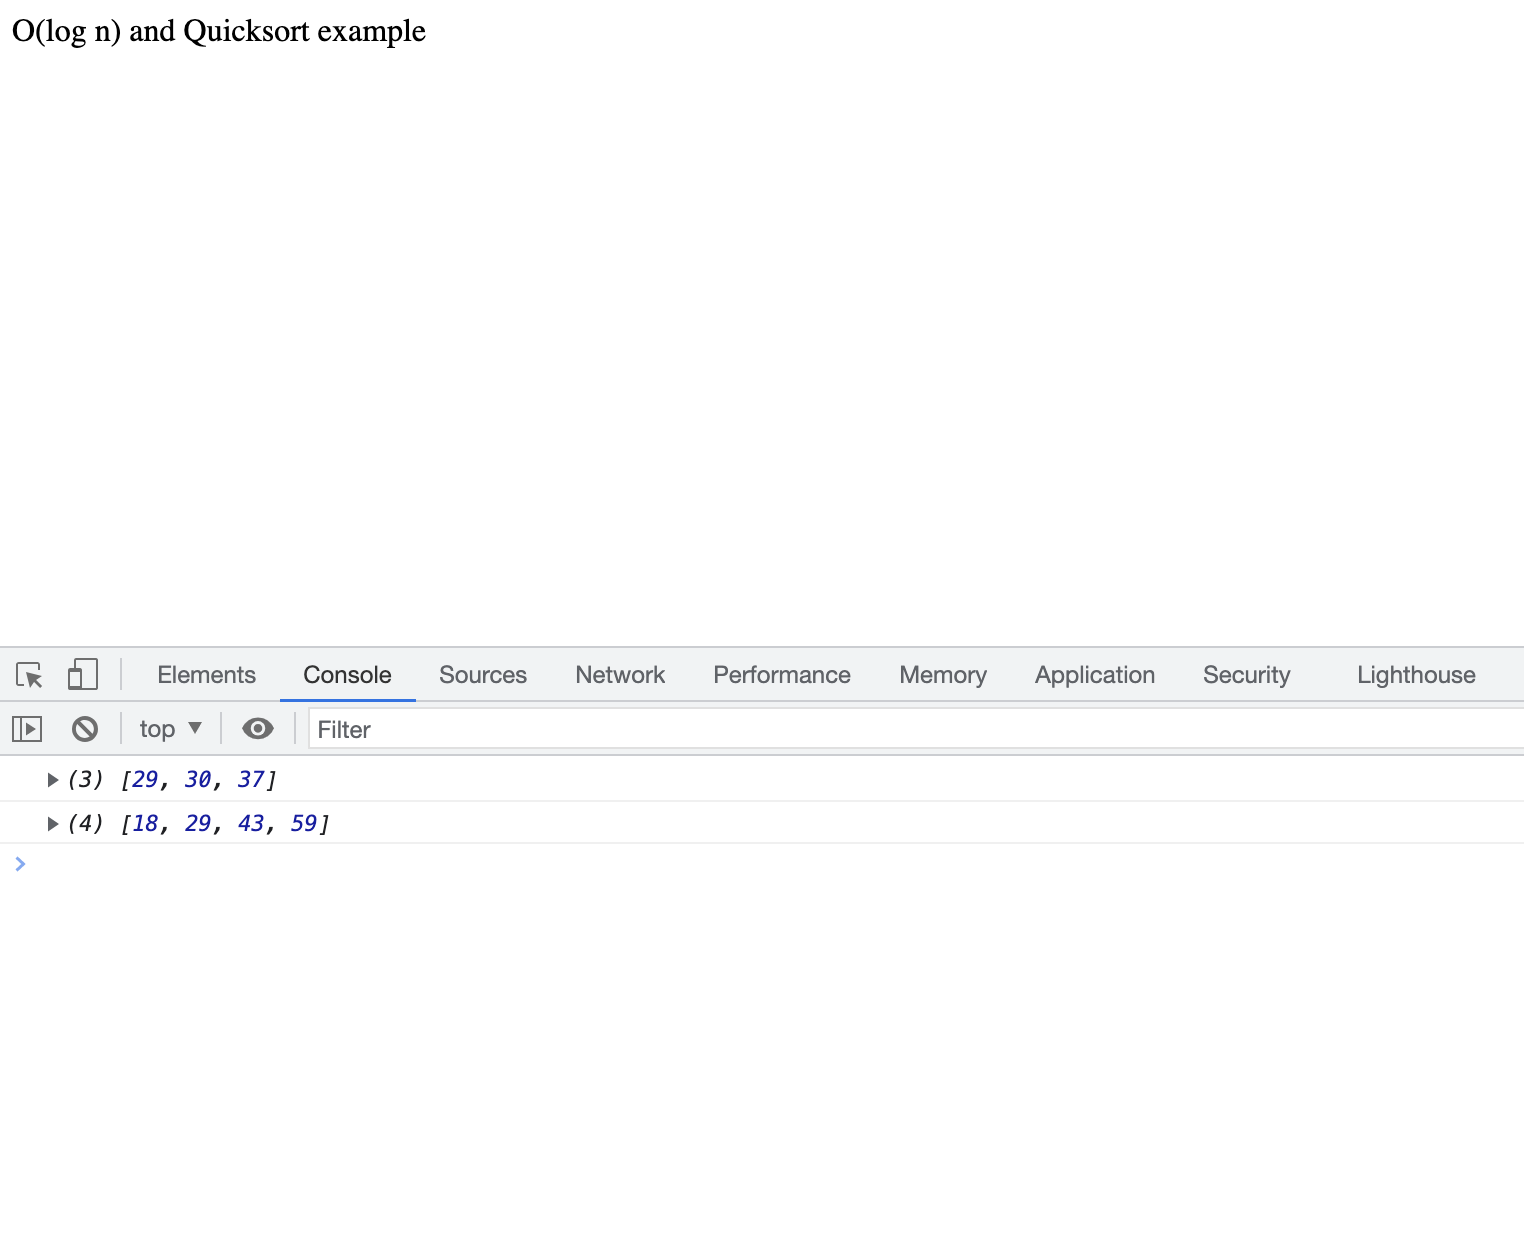 O(log n) and Quicksort example
Elements Console Sources Network Performance Memory Application Security Lighthouse
top Filter
(3) [29, 30, 37]
(4) [18, 29, 43, 59]